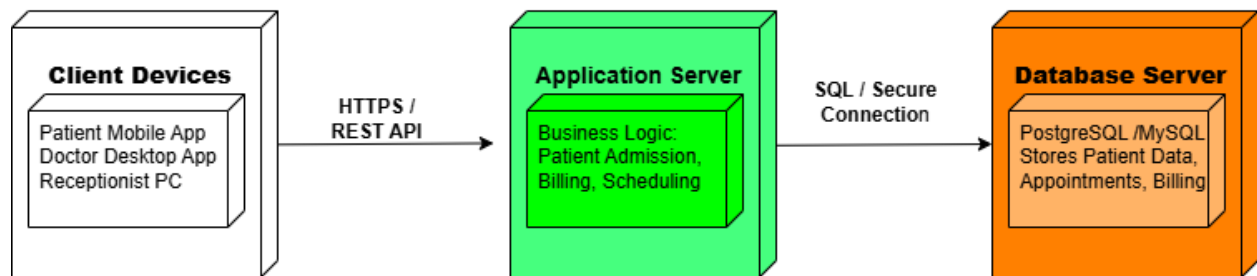 Client Devices
Patient Mobile App
Doctor Desktop App
Receptionist PC
HTTPS /
REST API
Application Server
Business Logic:
Patient Admission,
Billing, Scheduling
SQL / Secure
Connection
Database Server
PostgreSQL /MySQL
Stores Patient Data,
Appointments, Billing